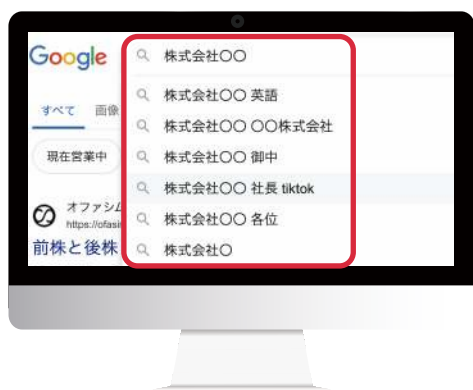 Google
株式会社〇〇
株式会社〇〇 英語
株式会社〇〇 〇〇株式会社
株式会社〇〇 御中
株式会社〇〇 社長 tiktok
株式会社〇〇 各位
株式会社〇
すべて 画像
現在営業中
オファシム
https://ofasim
前株と後株